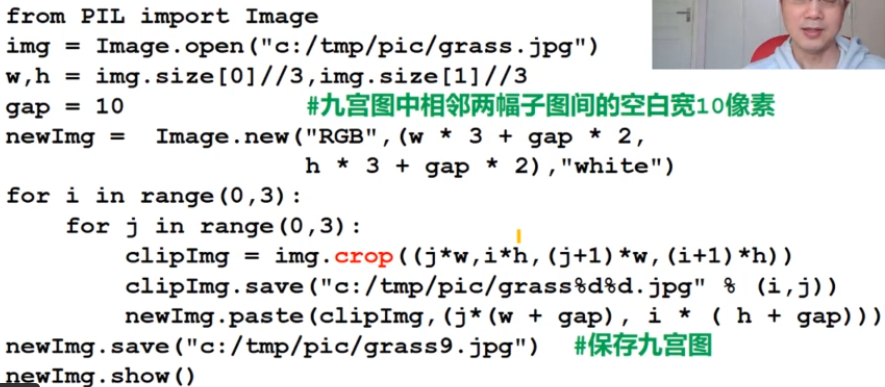 from PIL import Image
img = Image.open("c:/tmp/pic/grass.jpg")
w,h = img.size[0]//3,img.size[1]//3
gap = 10 #九宫图中相邻两幅子图间的空白宽10像素
newImg = Image.new("RGB",(w * 3 + gap * 2,
h * 3 + gap * 2),"white")
for i in range(0,3):
for j in range(0,3):
clipImg = img.crop((j*w,i*h,(j+1)*w,(i+1)*h))
clipImg.save("c:/tmp/pic/grass%d%d.jpg" % (i,j))
newImg.paste(clipImg,(j*(w + gap), i * ( h + gap)))
newImg.save("c:/tmp/pic/grass9.jpg") #保存九宫图
newImg.show()